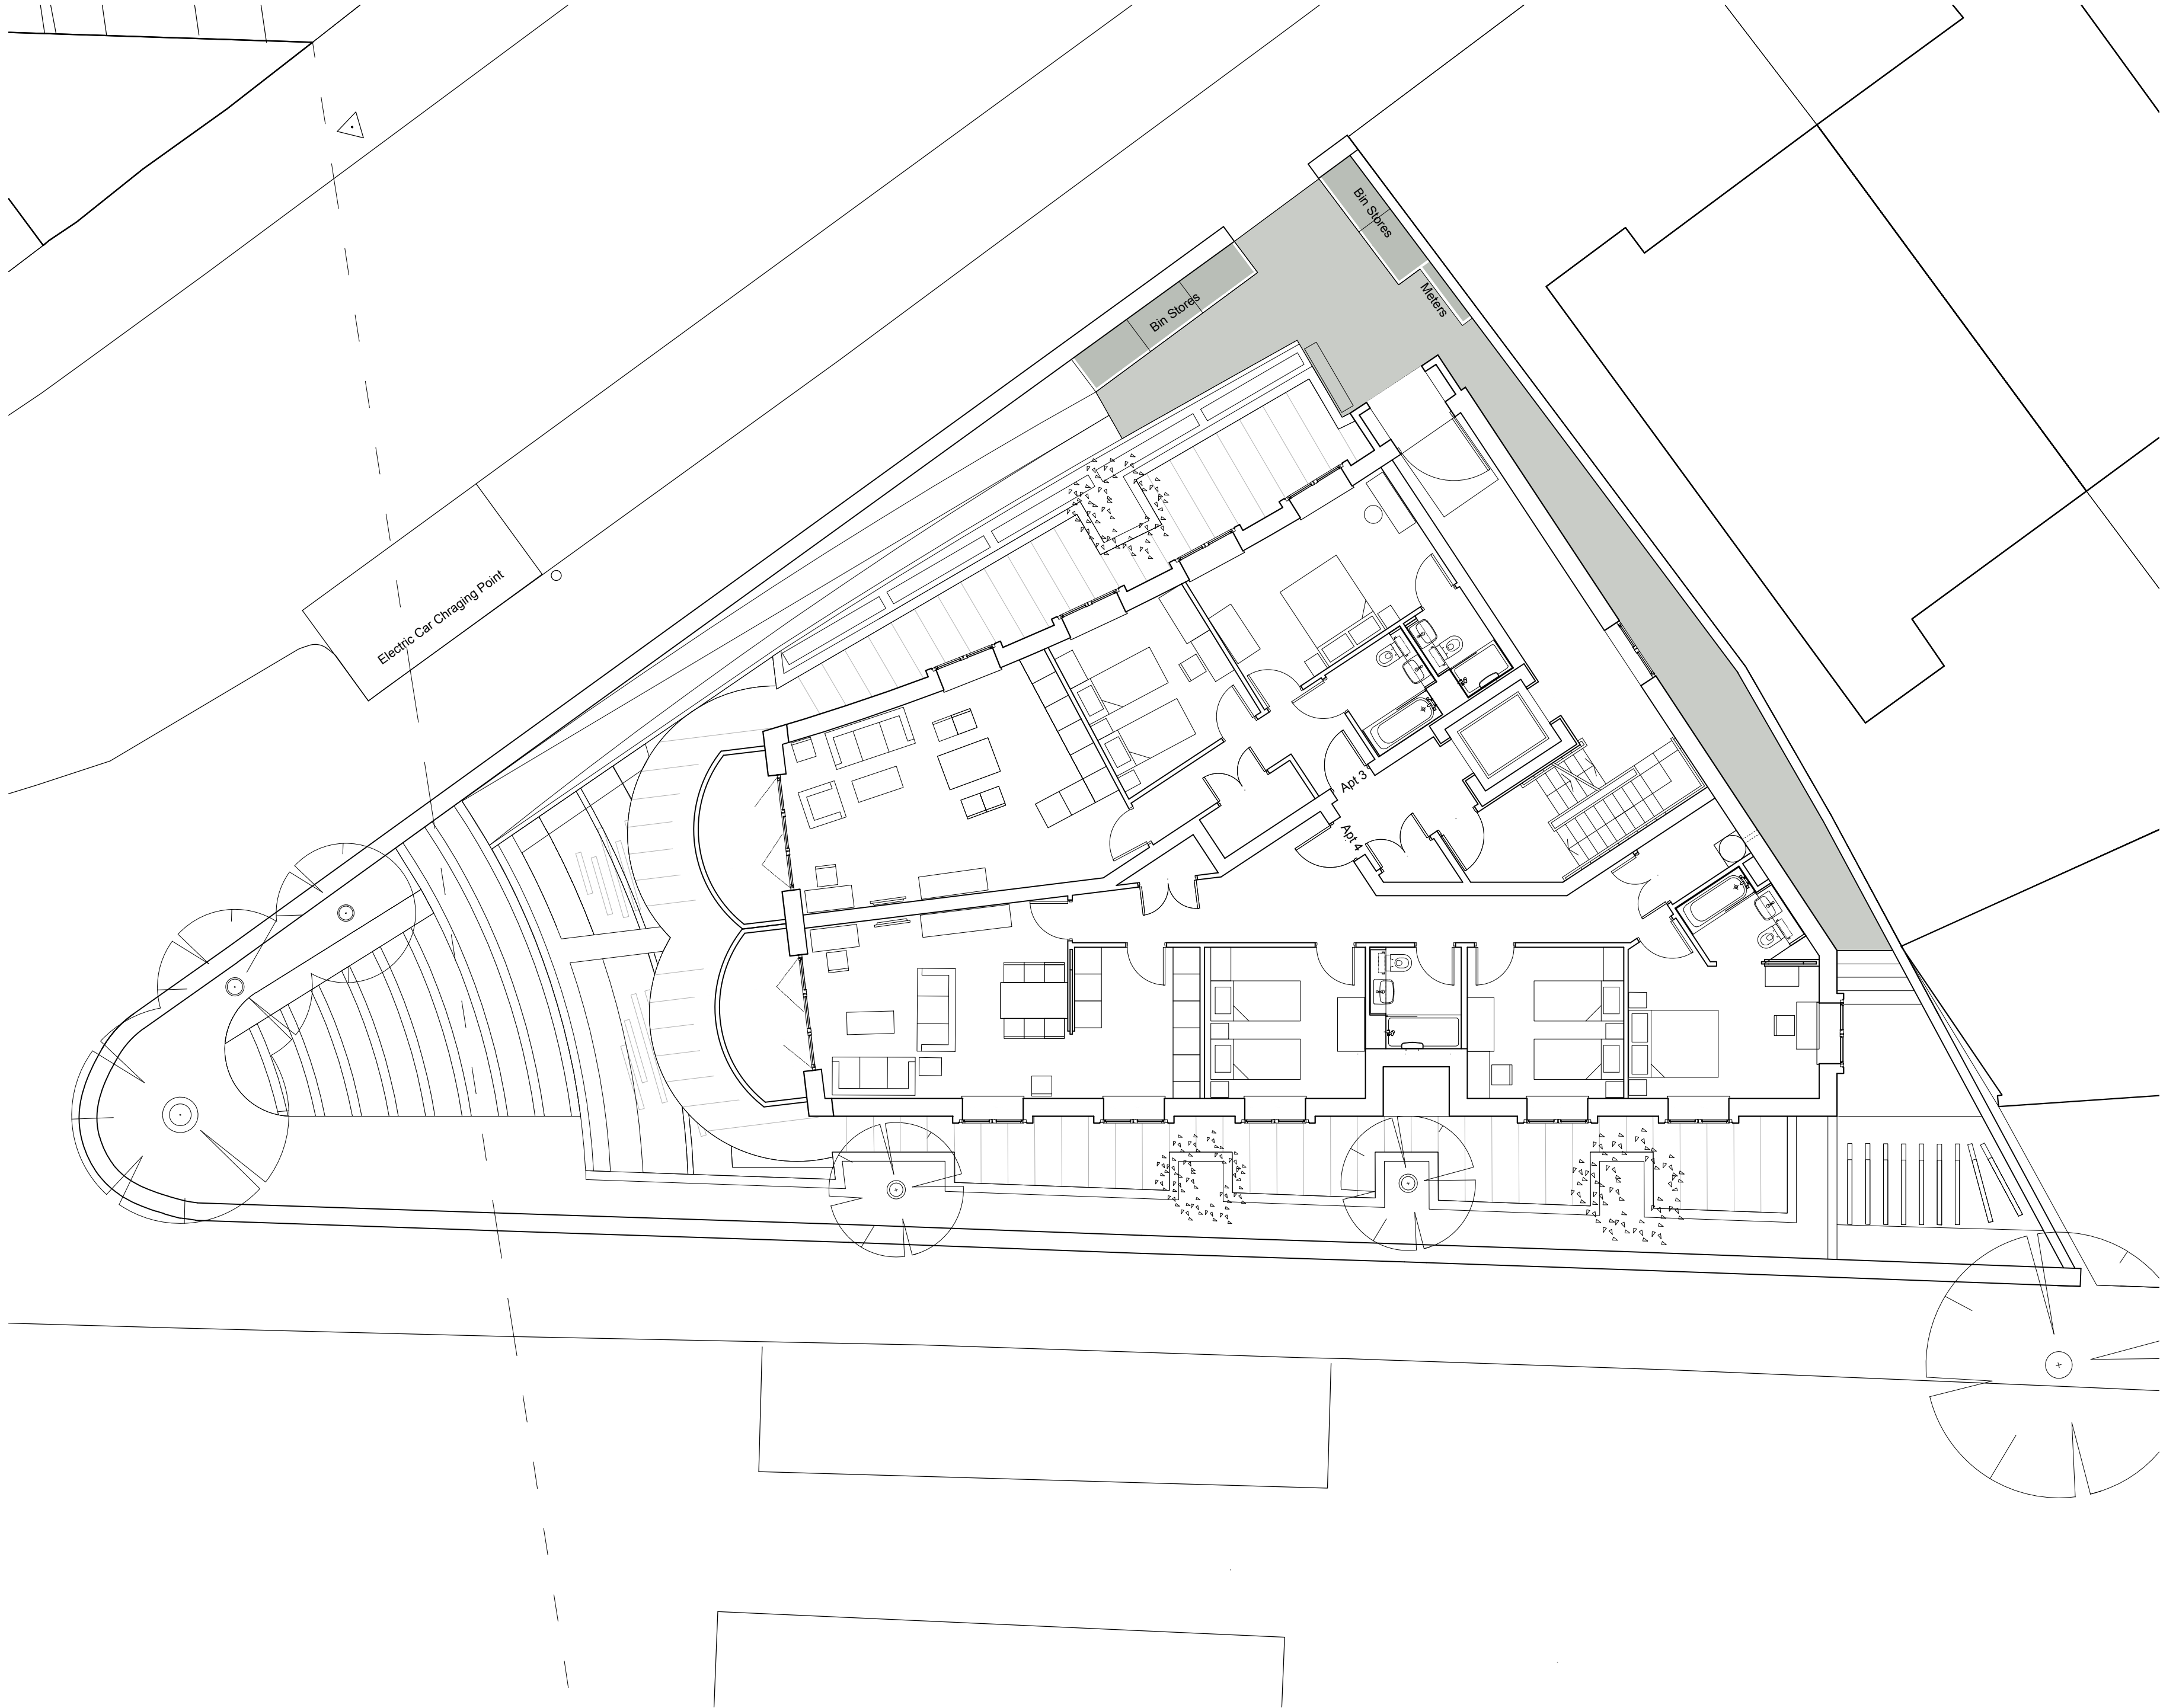 Bin Stores
Bin Stores
Meters
Electric Car Chraging Point
Apt 3
Apt 4